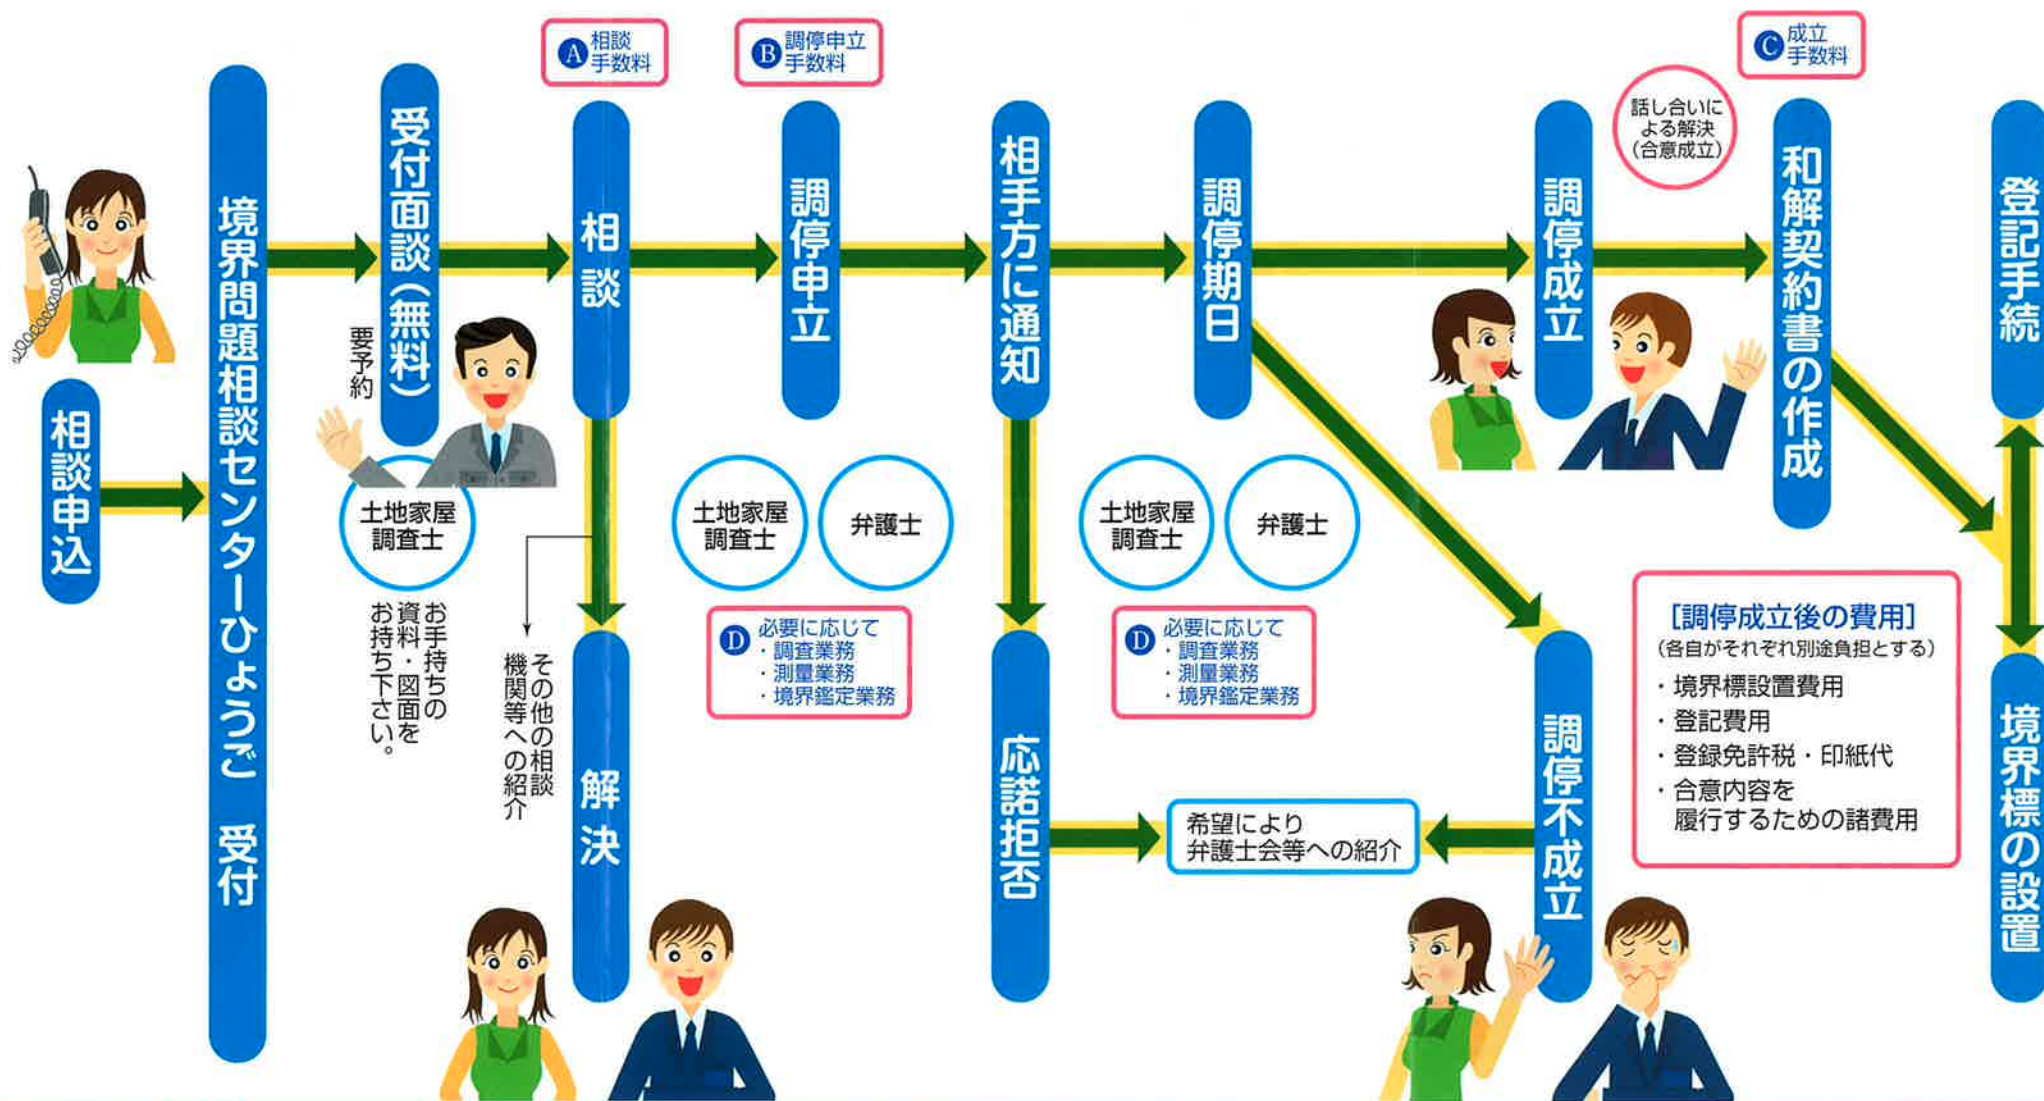 相談申込
境界問題相談センターひょうご 受付
受付面談(無料)
要予約
土地家屋
調査士
お手持ちの
資料・図面を
お持ち下さい。
A 相談
手数料
相談
その他の相談
機関等への紹介
解決
B 調停申立
手数料
調停申立
土地家屋
調査士
弁護士
D 必要に応じて
・調査業務
・測量業務
・境界鑑定業務
相手方に通知
応諾拒否
調停期日
土地家屋
調査士
弁護士
D 必要に応じて
・調査業務
・測量業務
・境界鑑定業務
希望により
弁護士会等への紹介
調停成立
調停不成立
話し合いに
よる解決
(合意成立)
C 成立
手数料
和解契約書の作成
[調停成立後の費用]
(各自がそれぞれ別途負担とする)
・境界標設置費用
・登記費用
・登録免許税・印紙代
・合意内容を
履行するための諸費用
登記手続
境界標の設置